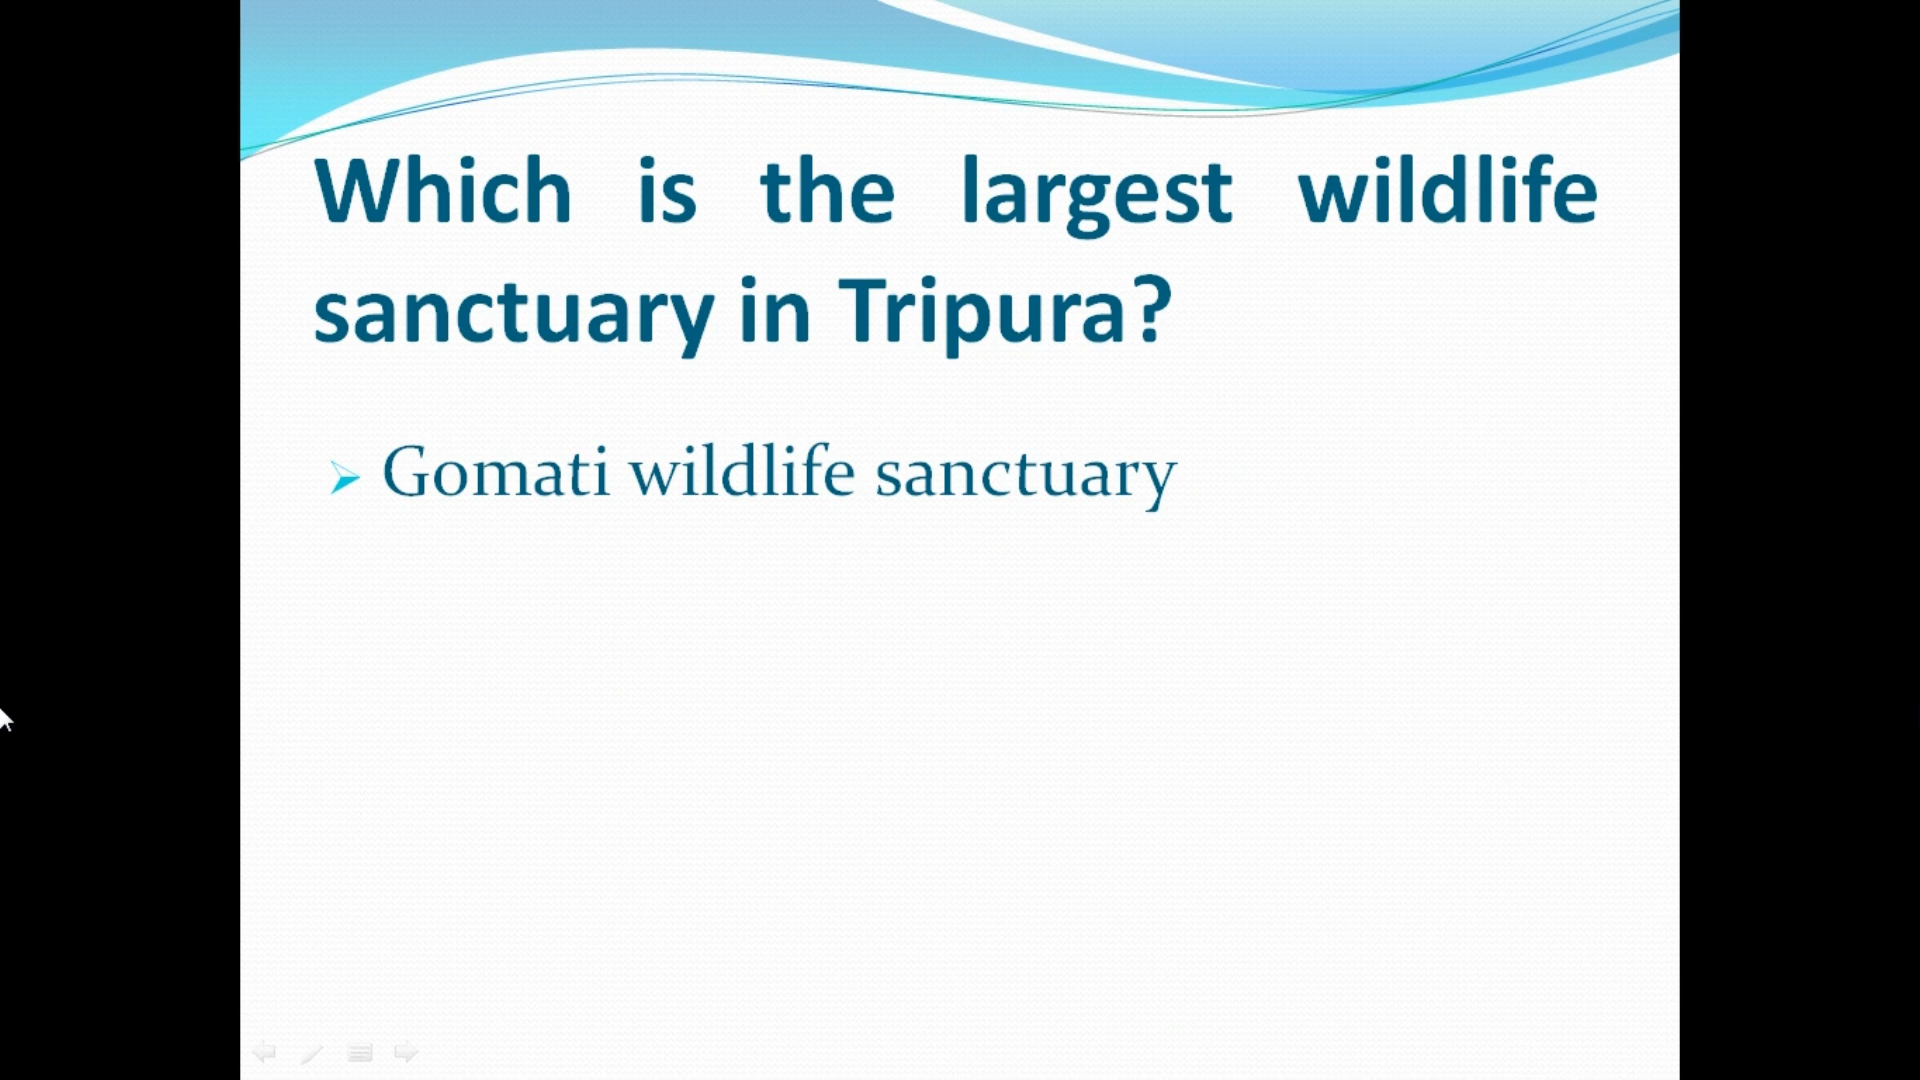 Which is the largest wildlife
sanctuary in Tripura?
Gomati wildlife sanctuary